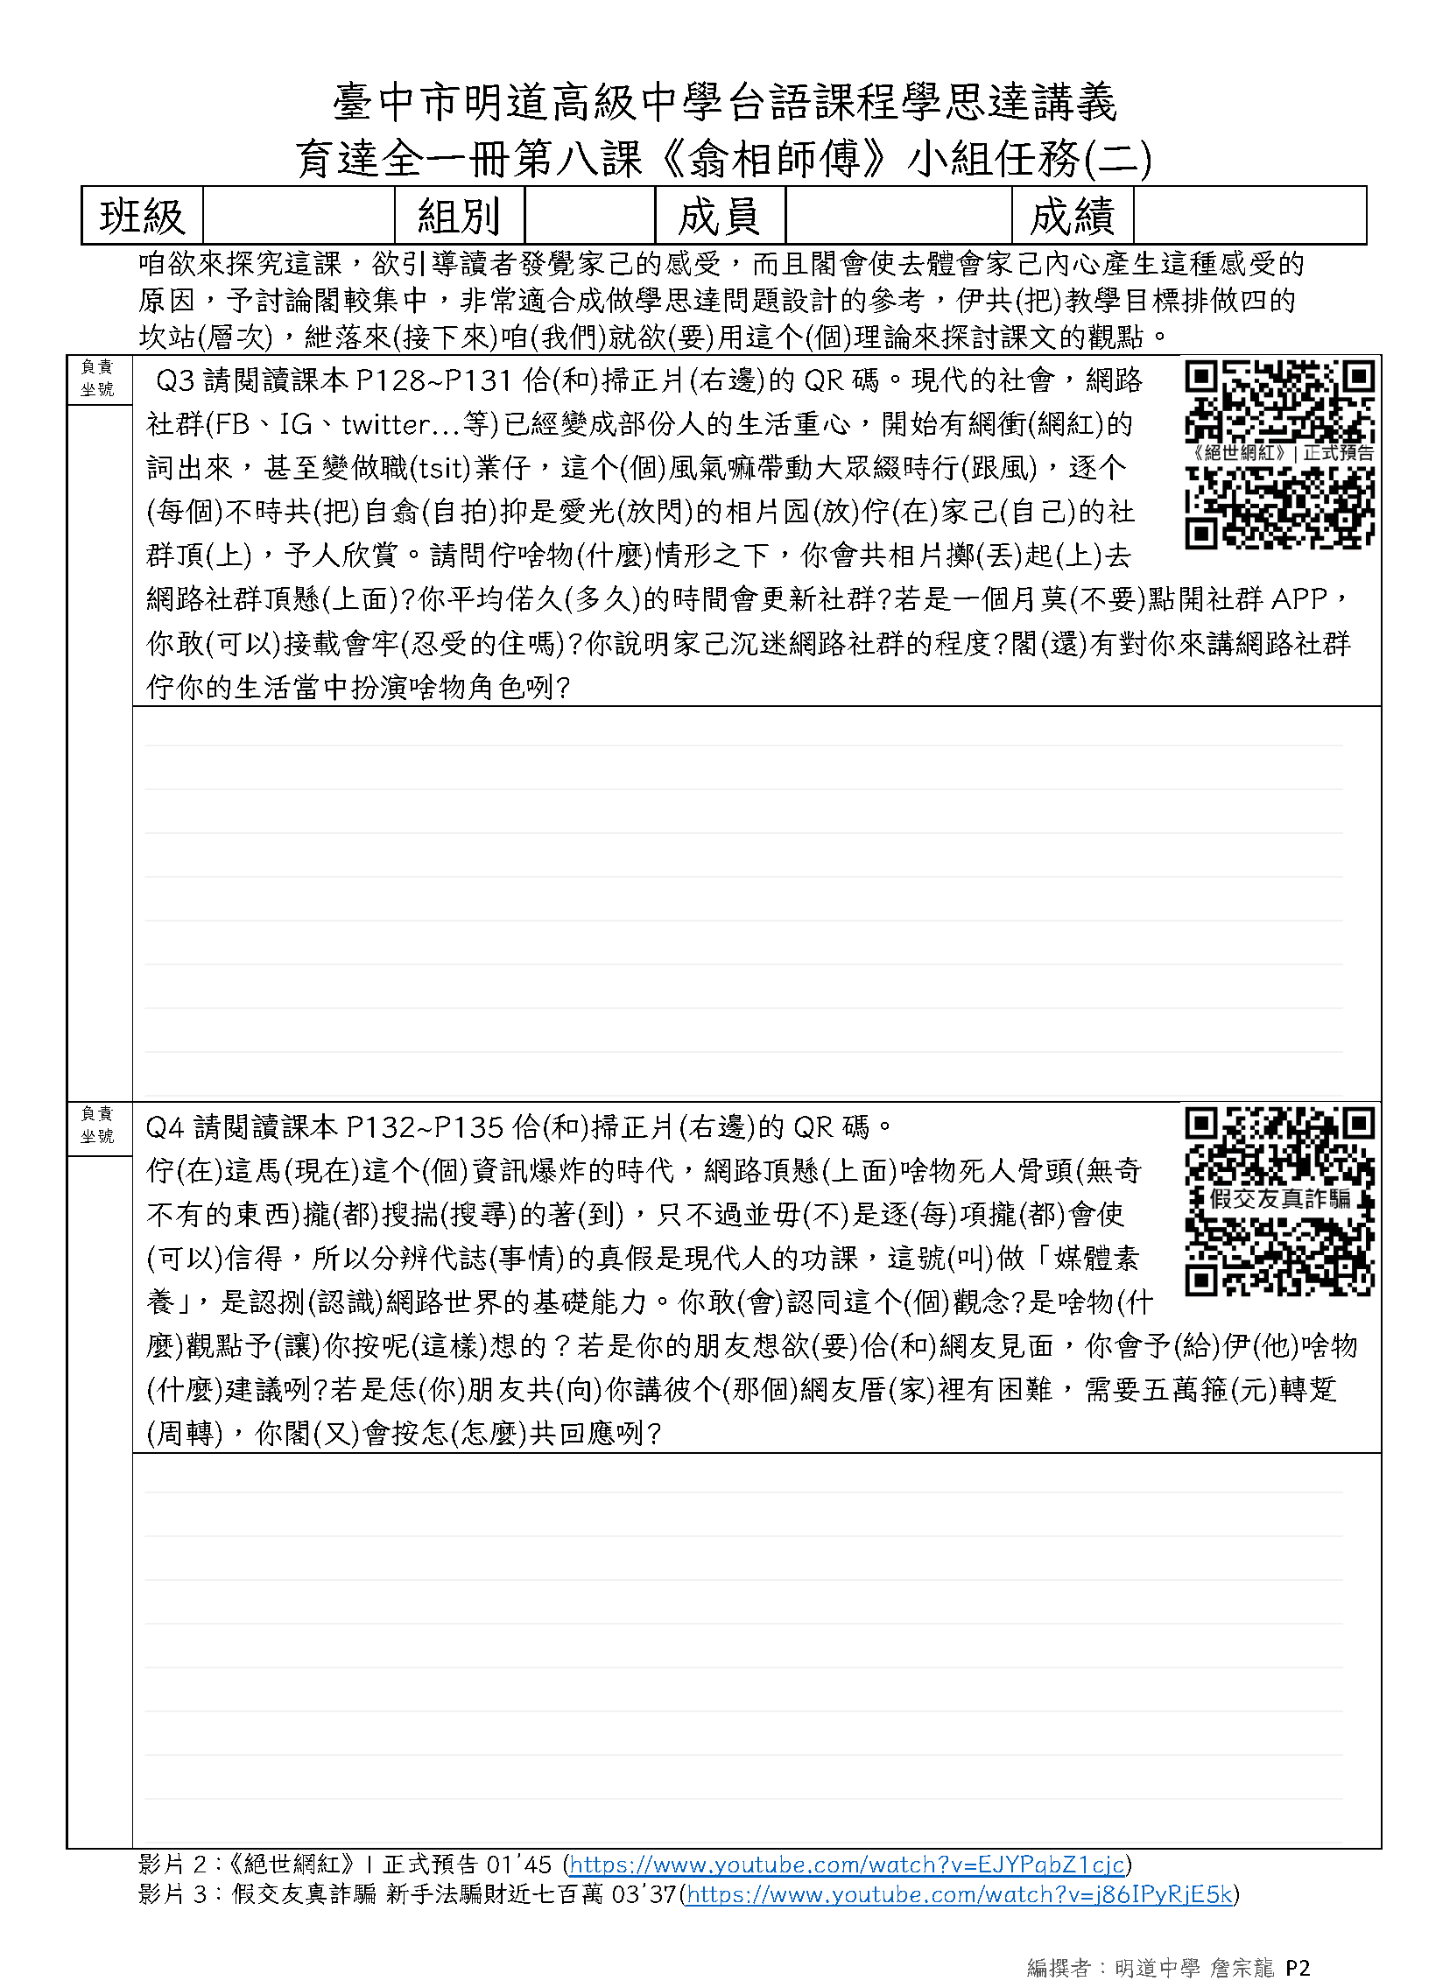 臺中市明道高級中學台語課程學思達講義
育達全一冊第八課《翕相師傅》小組任務(二)
班級 組別 成員 成績
咱欲來探究這課，欲引導讀者發覺家己的感受，而且閣會使去體會家己內心產生這種感受的
原因，予討論閣較集中，非常適合成做學思達問題設計的參考，伊共(把)教學目標排做四的
坎站(層次)，紲落來(接下來)咱(我們)就欲(要)用這个(個)理論來探討課文的觀點。
負責
坐號
Q3 請閱讀課本 P128~P131 佮(和)掃正爿(右邊)的 QR 碼。現代的社會，網路
社群(FB、IG、twitter...等)已經變成部份人的生活重心，開始有網衝(網紅)的
詞出來，甚至變做職(tsit)業仔，這个(個)風氣嘛帶動大眾綴時行(跟風)，逐个
(每個)不時共(把)自翕(自拍)抑是愛光(放閃)的相片囥(放)佇(在)家己(自己)的社
群頂(上)，予人欣賞。請問佇啥物(什麼)情形之下，你會共相片擲(丟)起(上)去
網路社群頂懸(上面)?你平均偌久(多久)的時間會更新社群?若是一個月莫(不要)點開社群 APP，
你敢(可以)接載會牢(忍受的住嗎)?你說明家己沉迷網路社群的程度?閣(還)有對你來講網路社群
佇你的生活當中扮演啥物角色咧?
《絕世網紅》| 正式預告
負責
坐號
Q4 請閱讀課本 P132~P135 佮(和)掃正爿(右邊)的 QR 碼。
佇(在)這馬(現在)這个(個)資訊爆炸的時代，網路頂懸(上面)啥物死人骨頭(無奇
不有的東西)攏(都)搜揣(搜尋)的著(到)，只不過並毋(不)是逐(每)項攏(都)會使
(可以)信得，所以分辨代誌(事情)的真假是現代人的功課，這號(叫)做「媒體素
養」，是認捌(認識)網路世界的基礎能力。你敢(會)認同這个(個)觀念?是啥物(什
麼)觀點予(讓)你按呢(這樣)想的？若是你的朋友想欲(要)佮(和)網友見面，你會予(給)伊(他)啥物
(什麼)建議咧?若是恁(你)朋友共(向)你講彼个(那個)網友厝(家)裡有困難，需要五萬箍(元)轉踅
(周轉)，你閣(又)會按怎(怎麼)共回應咧?
假交友真詐騙
影片 2：《絕世網紅》| 正式預告 01'45 (https://www.youtube.com/watch?v=EJYPqbZ1cjc)
影片 3：假交友真詐騙 新手法騙財近七百萬 03'37(https://www.youtube.com/watch?v=j86IPyRjE5k)
編撰者：明道中學 詹宗龍 P2